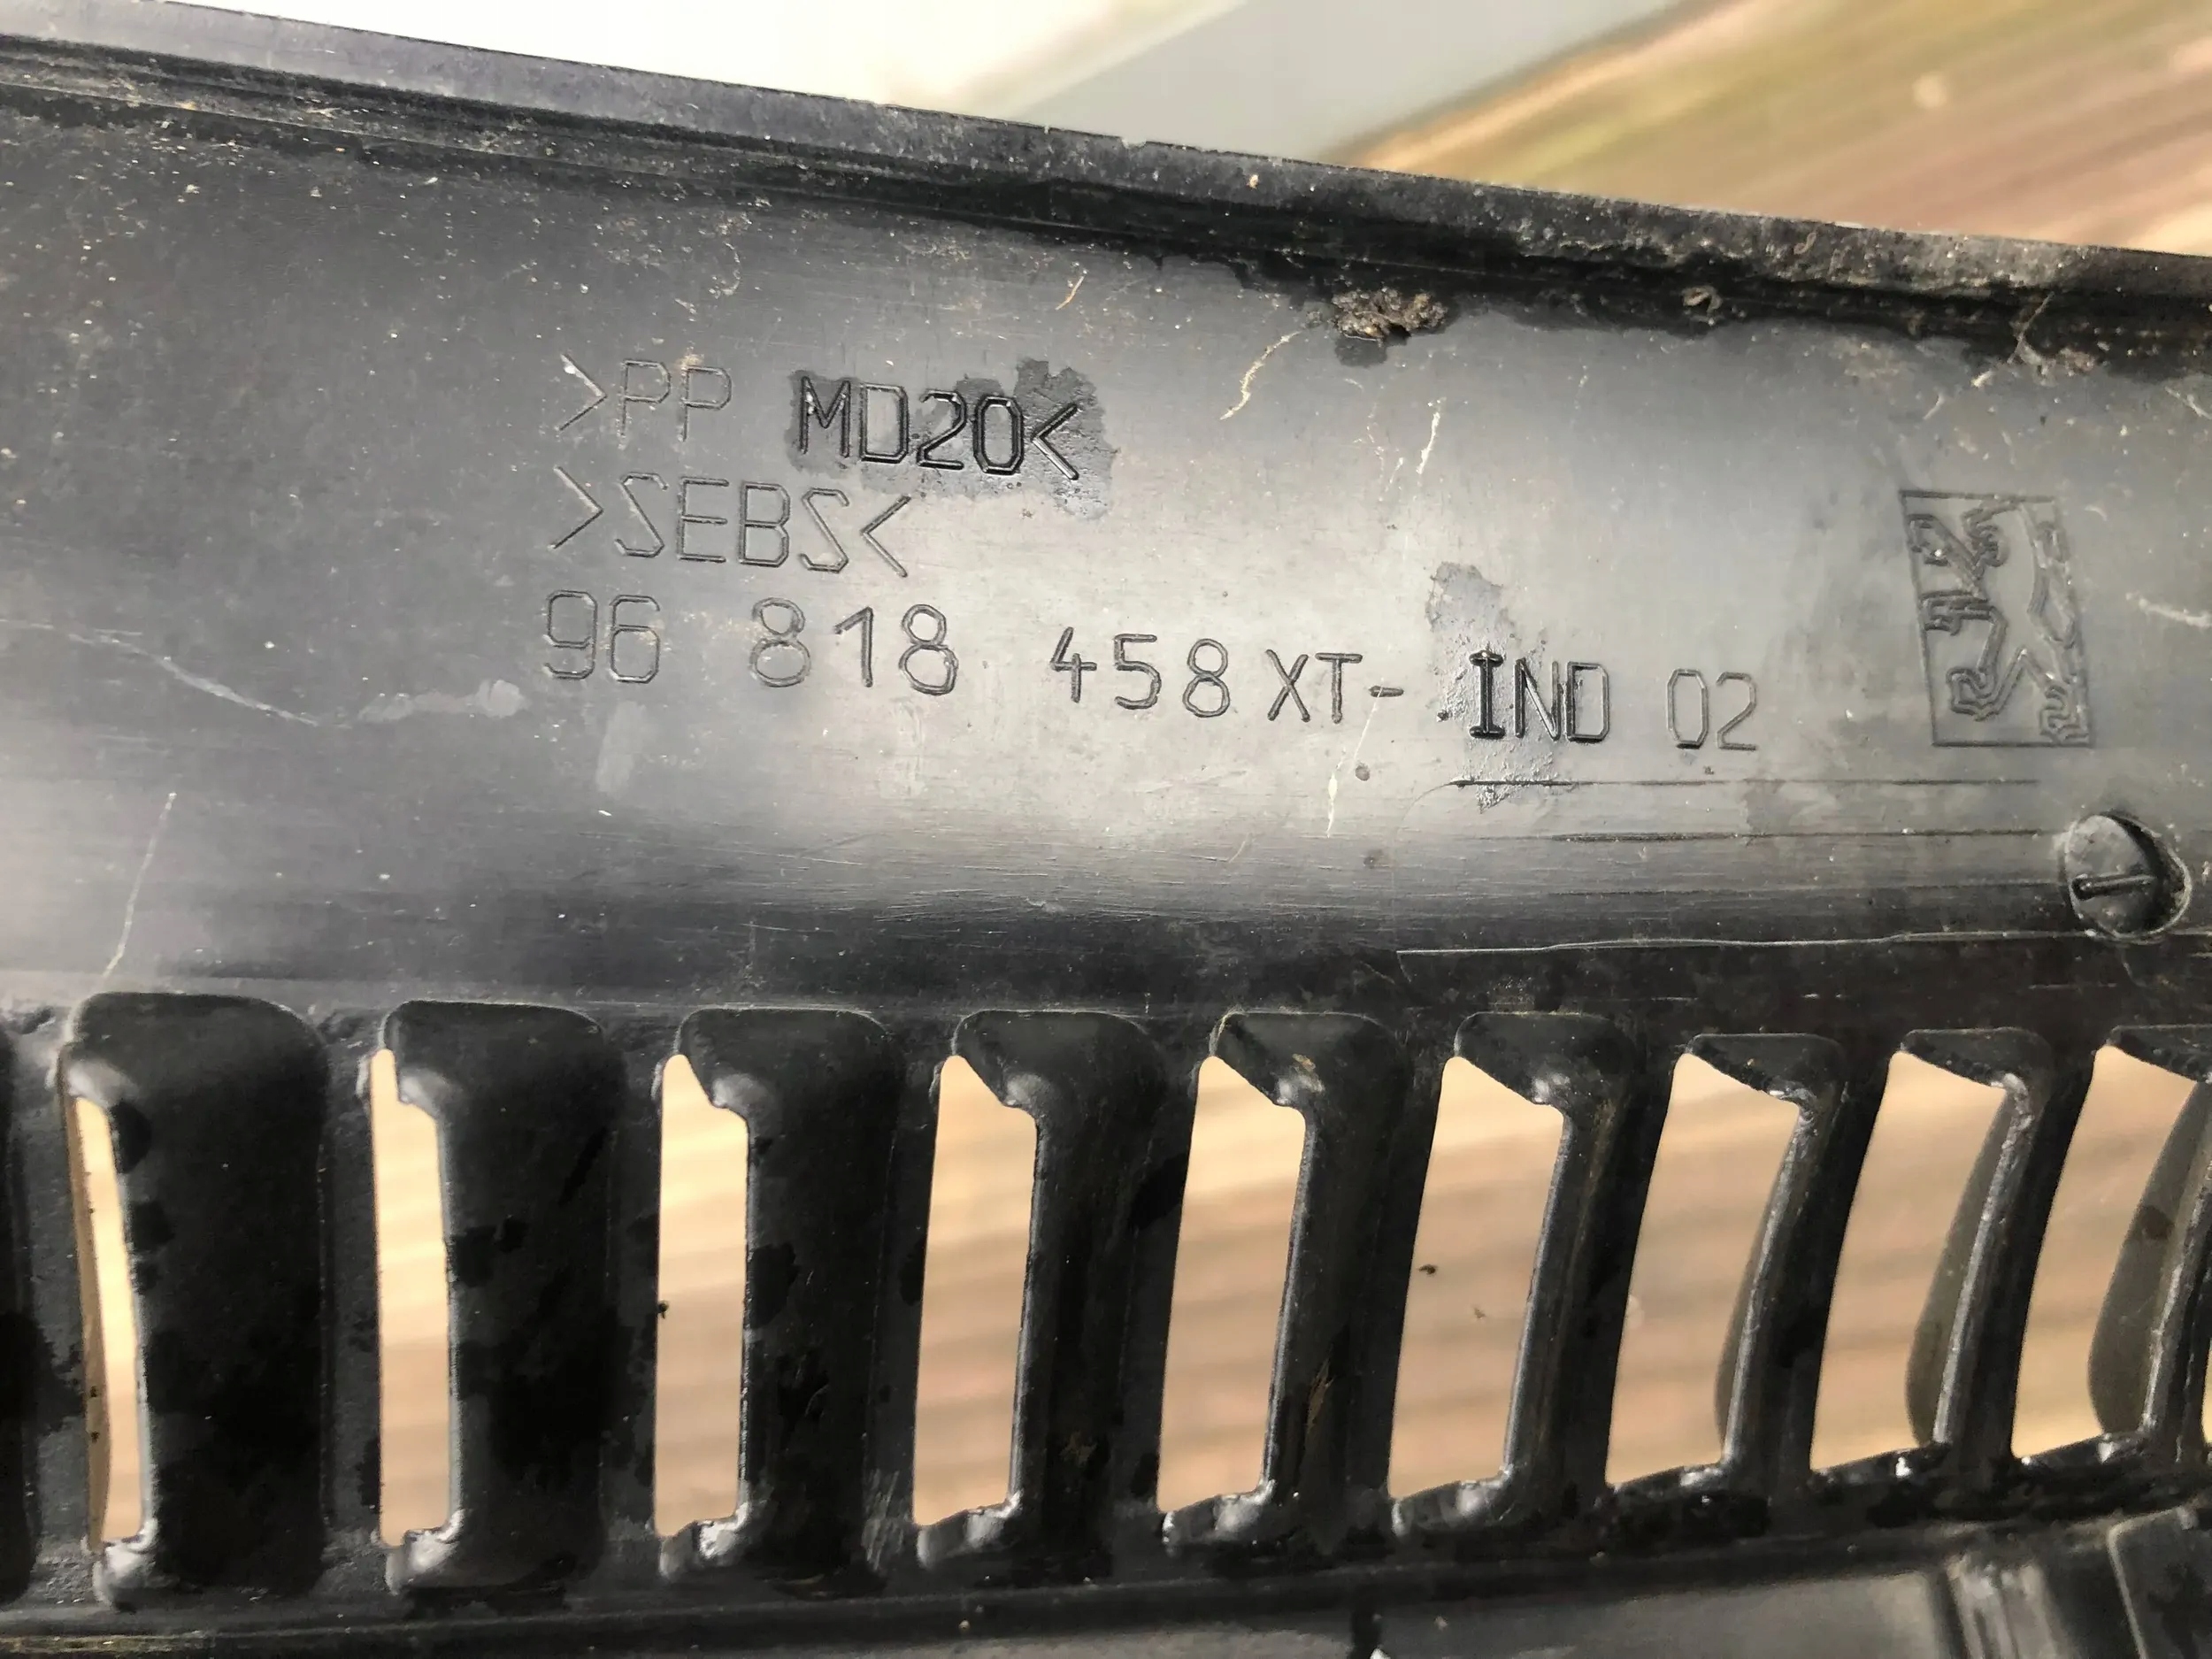 >PP MD20<
>SEBS<
96 818 458 XT- IND 02